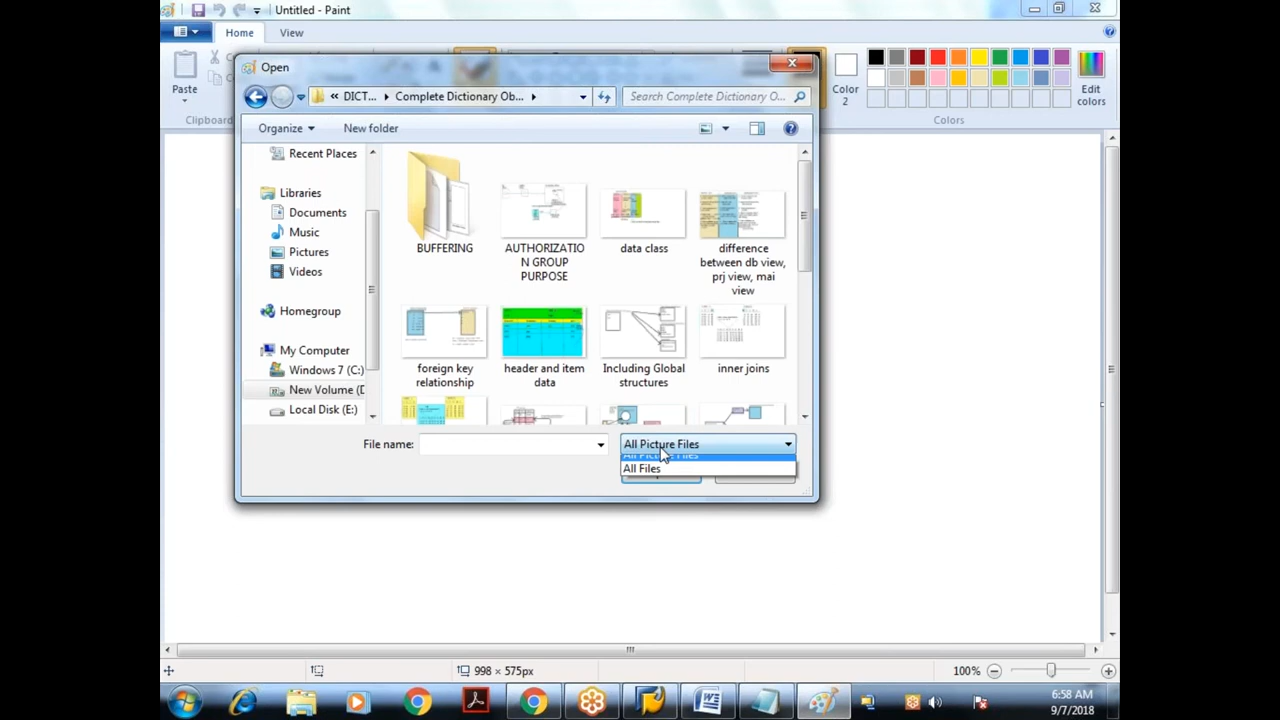 Untitled - Paint
Home
View
Paste
Clipboard
Color 2
Edit colors
Colors
Open
DICT...
Complete Dictionary Ob...
Search Complete Dictionary O...
Organize
New folder
Recent Places
Libraries
Documents
Music
Pictures
Videos
Homegroup
My Computer
Windows 7 (C:)
New Volume (D
Local Disk (E:)
BUFFERING
AUTHORIZATIO
N GROUP
PURPOSE
data class
difference
between db view,
prj view, mai
view
foreign key
relationship
header and item
data
Including Global
structures
inner joins
File name:
All Picture Files
All Picture Files
All Files
998 × 575px
100%
6:58 AM
9/7/2018